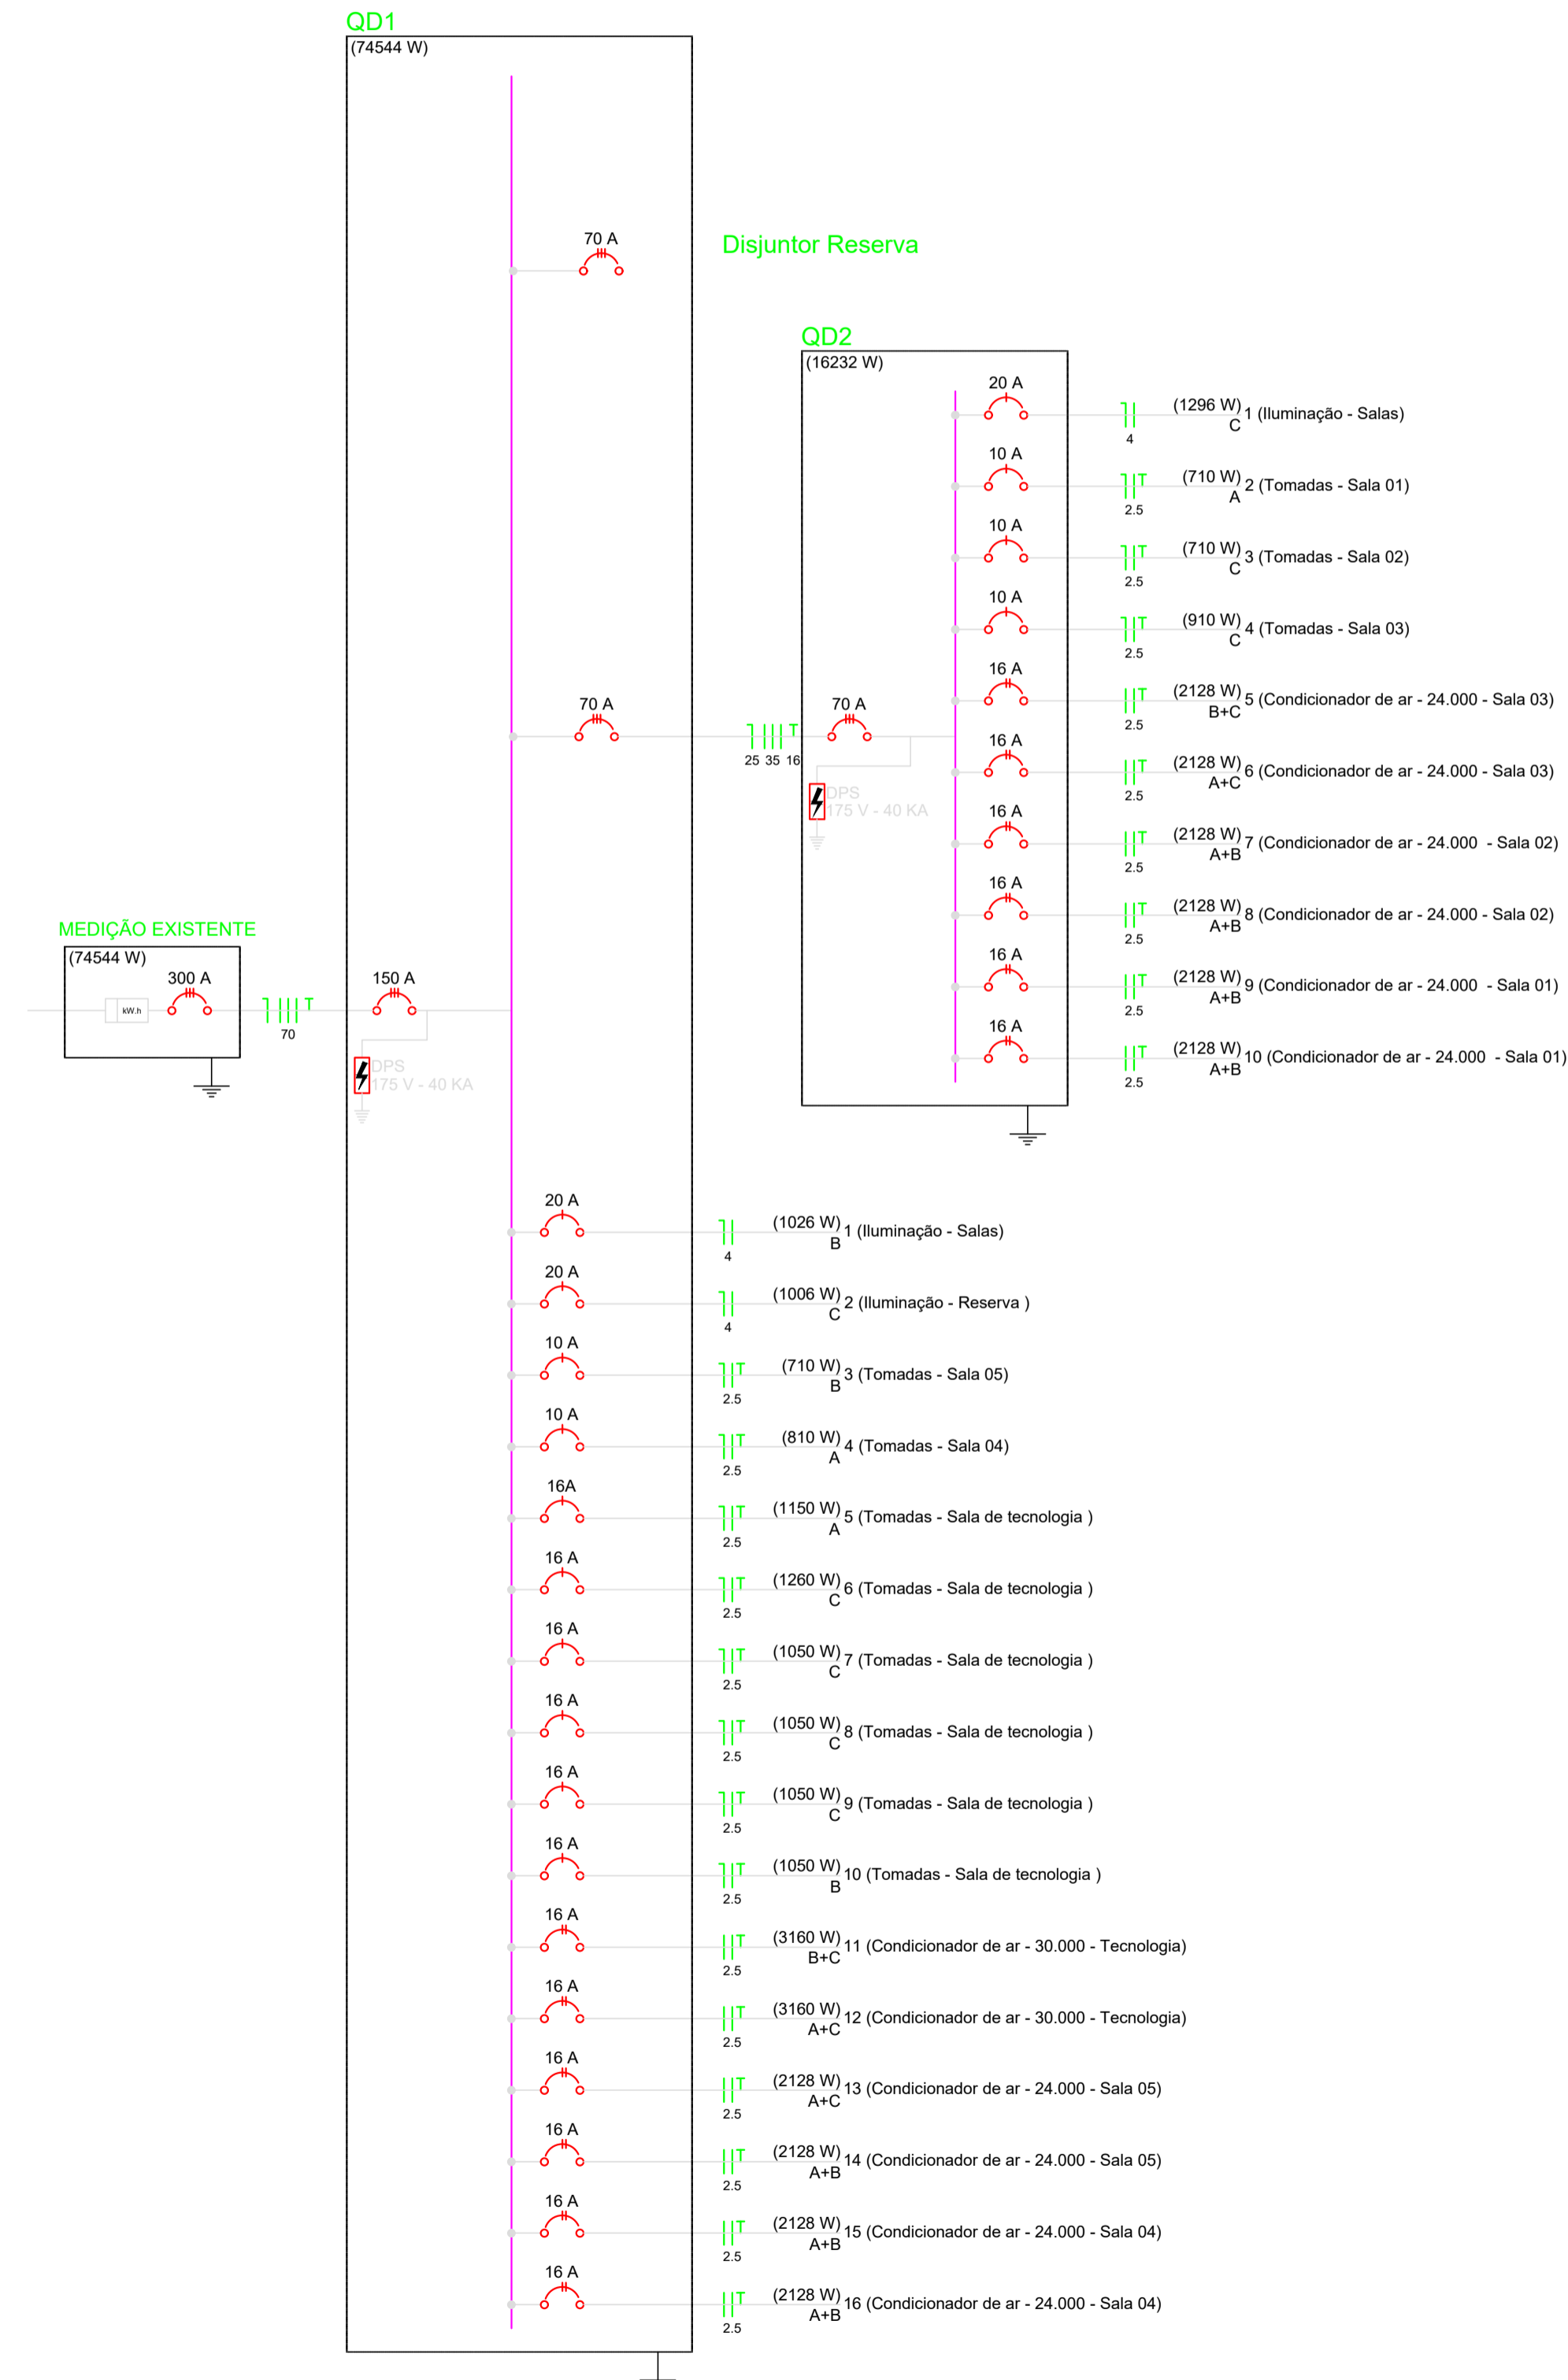 QD1
(74544 W)
70 A
Disjuntor Reserva
QD2
(16232 W)
20 A
4
(1296 W)
C
1 (Iluminação - Salas)
10 A
2.5
(710 W)
A
2 (Tomadas - Sala 01)
10 A
2.5
(710 W)
C
3 (Tomadas - Sala 02)
10 A
2.5
(910 W)
C
4 (Tomadas - Sala 03)
16 A
2.5
(2128 W)
B+C
5 (Condicionador de ar - 24.000 - Sala 03)
70 A
T
25 35 16
70 A
DPS
175 V - 40 KA
16 A
2.5
(2128 W)
A+C
6 (Condicionador de ar - 24.000 - Sala 03)
16 A
2.5
(2128 W)
A+B
7 (Condicionador de ar - 24.000 - Sala 02)
16 A
2.5
(2128 W)
A+B
8 (Condicionador de ar - 24.000 - Sala 02)
16 A
2.5
(2128 W)
A+B
9 (Condicionador de ar - 24.000 - Sala 01)
16 A
2.5
(2128 W)
A+B
10 (Condicionador de ar - 24.000 - Sala 01)
MEDIÇÃO EXISTENTE
(74544 W)
300 A
kW.h
70
150 A
DPS
175 V - 40 KA
20 A
4
(1026 W)
B
1 (Iluminação - Salas)
20 A
4
(1006 W)
C
2 (Iluminação - Reserva )
10 A
2.5
(710 W)
B
3 (Tomadas - Sala 05)
10 A
2.5
(810 W)
A
4 (Tomadas - Sala 04)
16A
2.5
(1150 W)
A
5 (Tomadas - Sala de tecnologia )
16 A
2.5
(1260 W)
C
6 (Tomadas - Sala de tecnologia )
16 A
2.5
(1050 W)
C
7 (Tomadas - Sala de tecnologia )
16 A
2.5
(1050 W)
C
8 (Tomadas - Sala de tecnologia )
16 A
2.5
(1050 W)
C
9 (Tomadas - Sala de tecnologia )
16 A
2.5
(1050 W)
B
10 (Tomadas - Sala de tecnologia )
16 A
2.5
(3160 W)
B+C
11 (Condicionador de ar - 30.000 - Tecnologia)
16 A
2.5
(3160 W)
A+C
12 (Condicionador de ar - 30.000 - Tecnologia)
16 A
2.5
(2128 W)
A+C
13 (Condicionador de ar - 24.000 - Sala 05)
16 A
2.5
(2128 W)
A+B
14 (Condicionador de ar - 24.000 - Sala 05)
16 A
2.5
(2128 W)
A+B
15 (Condicionador de ar - 24.000 - Sala 04)
16 A
2.5
(2128 W)
A+B
16 (Condicionador de ar - 24.000 - Sala 04)